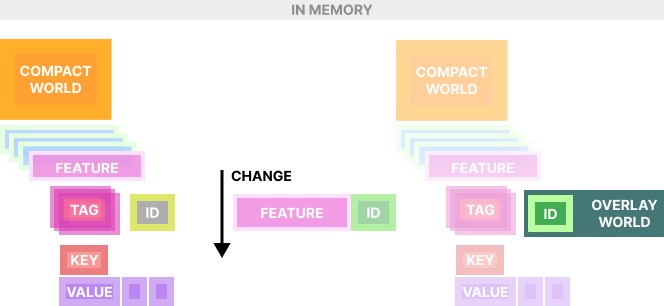 IN MEMORY
COMPACT
WORLD
FEATURE
TAG
ID
KEY
VALUE
CHANGE
FEATURE
ID
COMPACT
WORLD
FEATURE
TAG
ID
OVERLAY
WORLD
KEY
VALUE